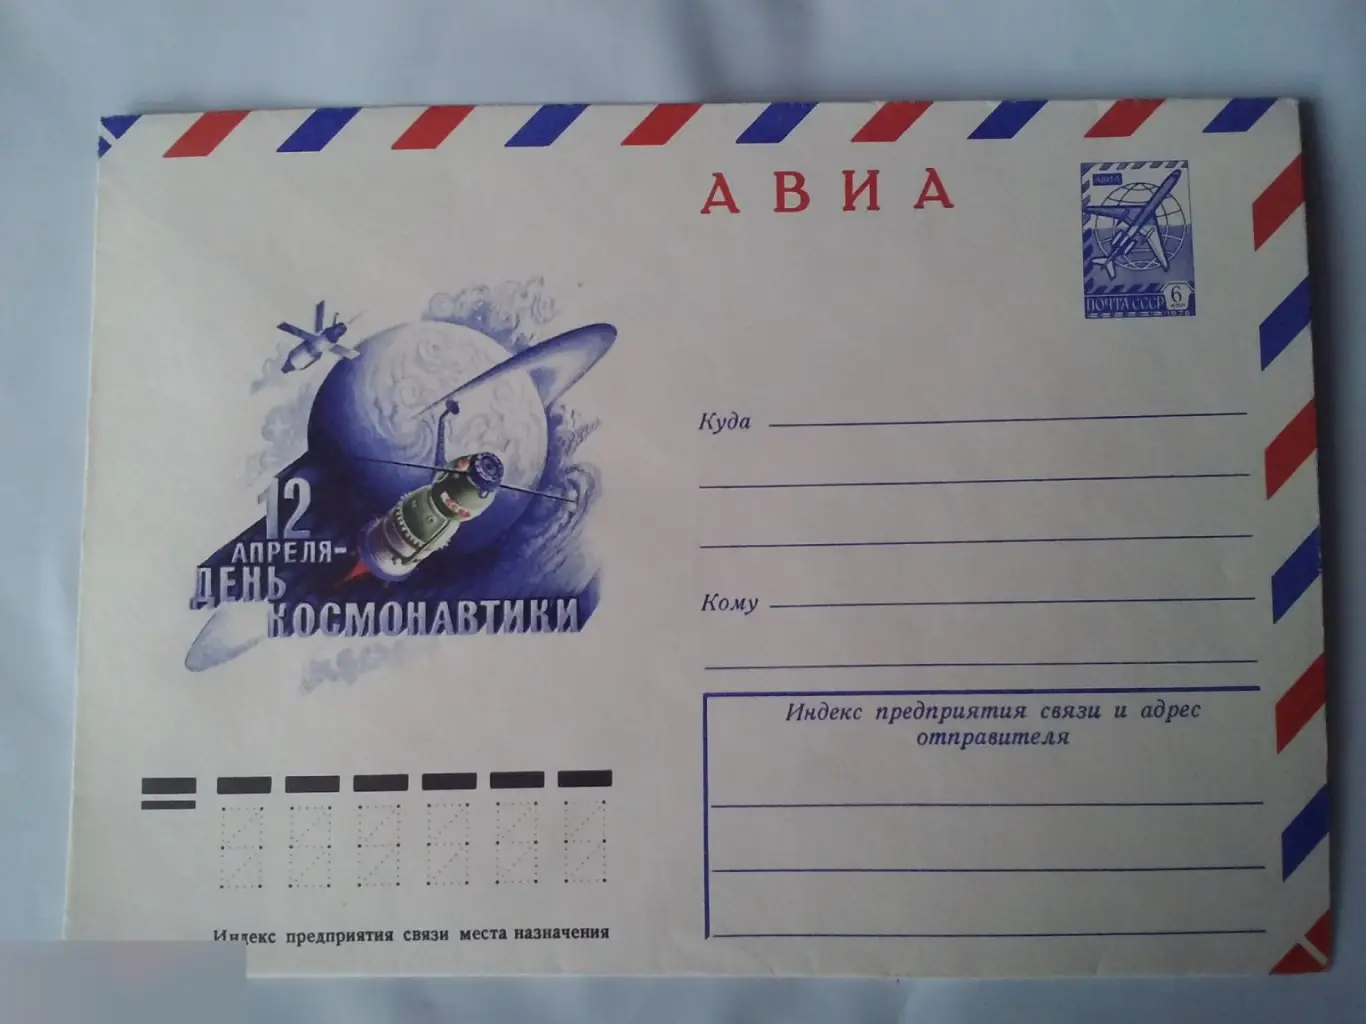 АВИА
АВИА
ПОЧТА СССР 6 коп
1978
12
АПРЕЛЯ-
ДЕНЬ
КОСМОНАВТИКИ
СССР
Куда
Кому
Индекс предприятия связи и адрес
отправителя
Индекс предприятия связи места назначения